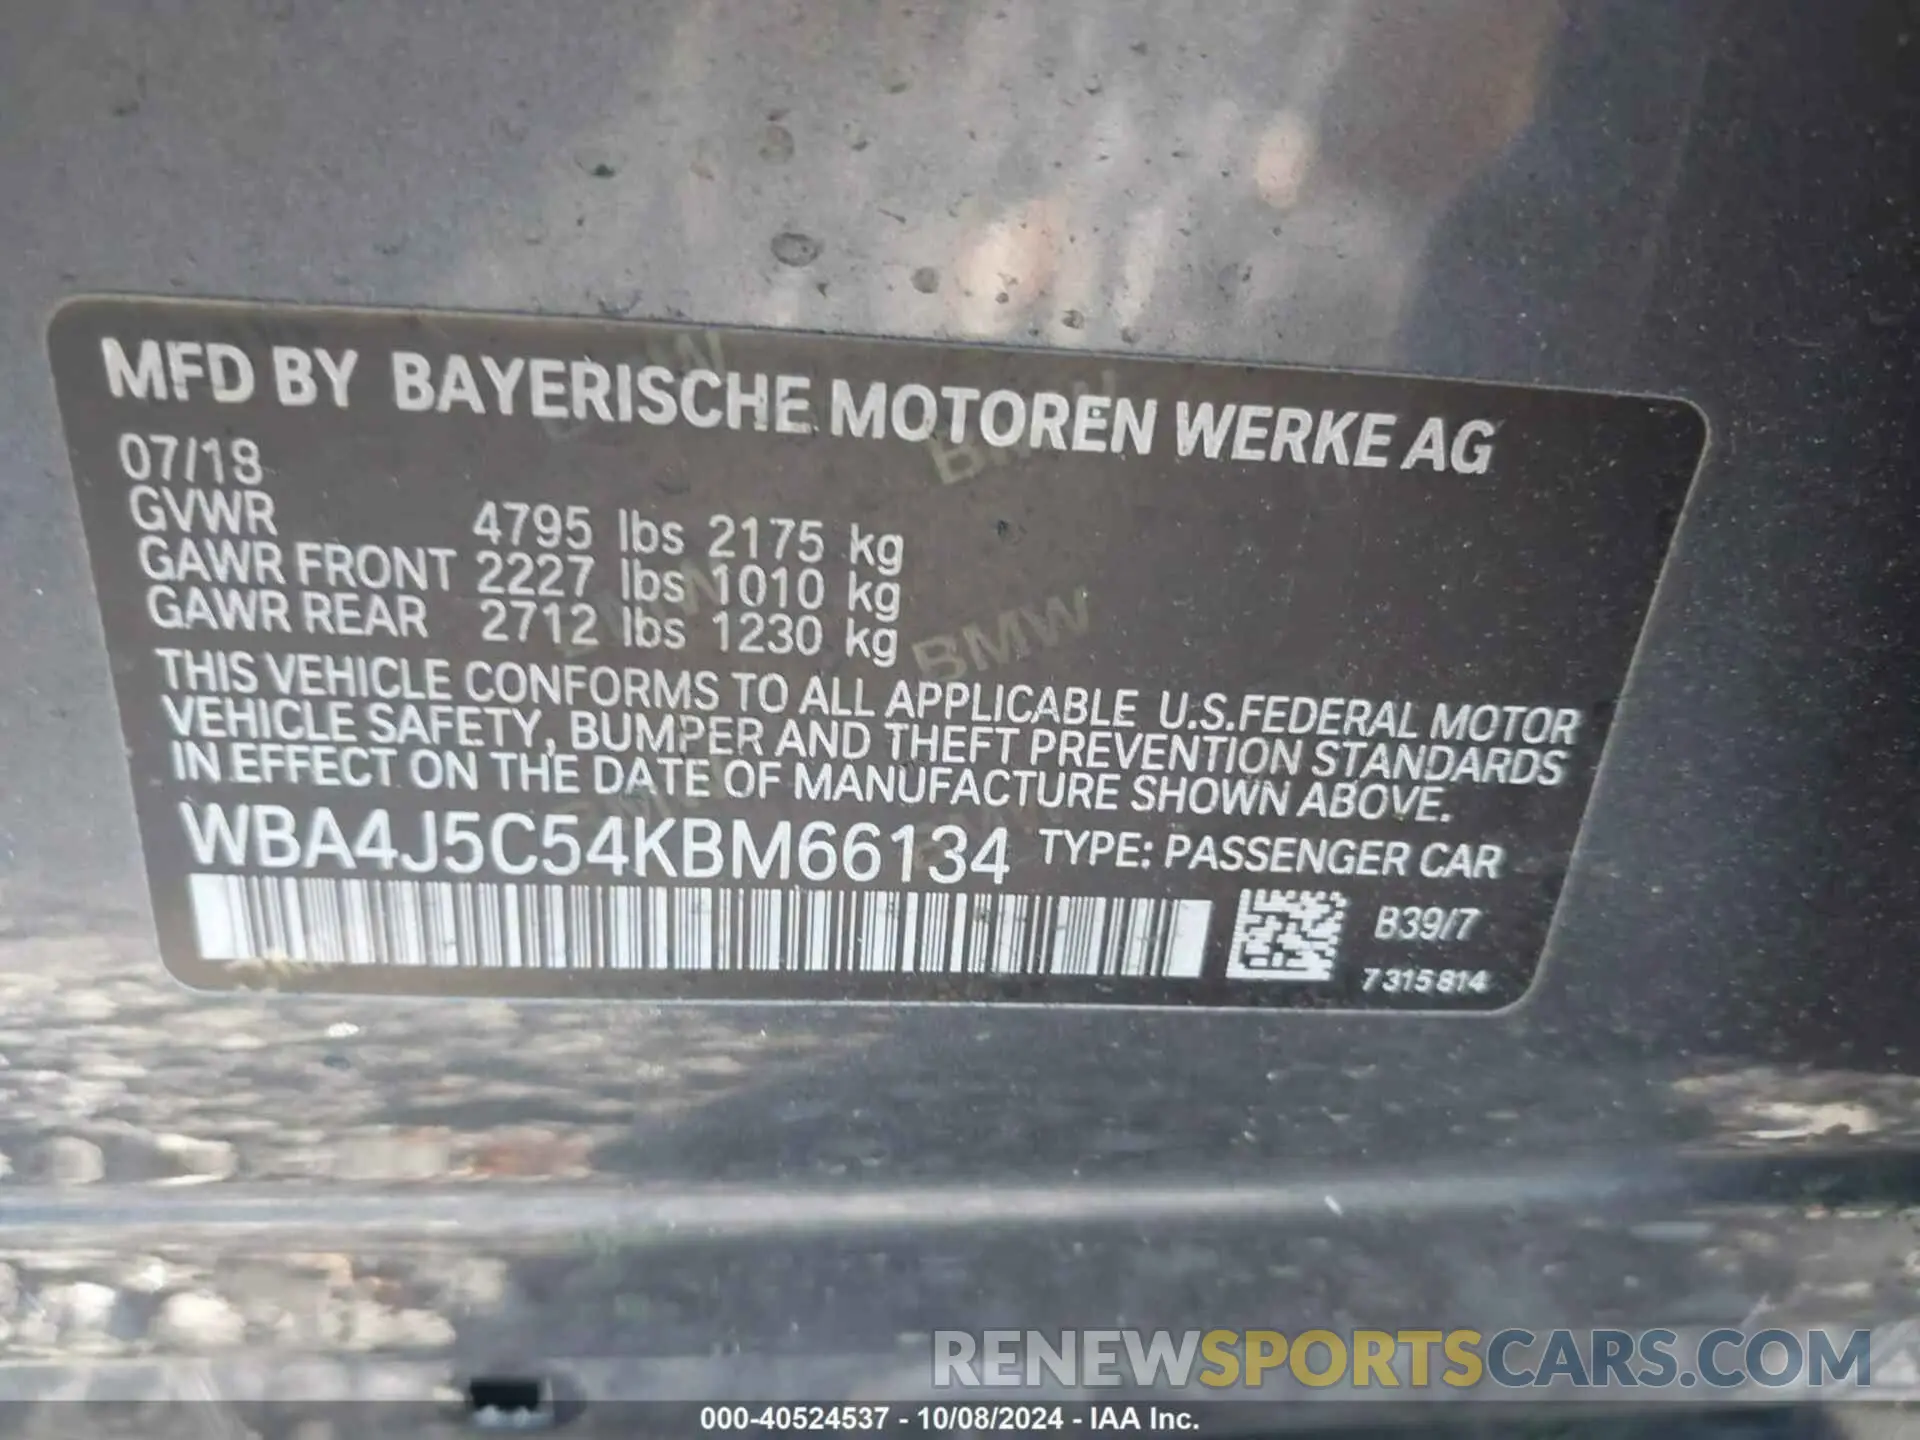 MFD BY BAYERISCHE MOTOREN WERKE AG
07/18
GVWR 4795 lbs 2175 kg
GAWR FRONT 2227 lbs 1010 kg
GAWR REAR 2712 lbs 1230 kg
THIS VEHICLE CONFORMS TO ALL APPLICABLE U.S.FEDERAL MOTOR
VEHICLE SAFETY, BUMPER AND THEFT PREVENTION STANDARDS
IN EFFECT ON THE DATE OF MANUFACTURE SHOWN ABOVE.
WBA4J5C54KBM66134 TYPE: PASSENGER CAR
B39/7
7315814
RENEWSPORTSCARS.COM
000-40524537 - 10/08/2024 - IAA Inc.